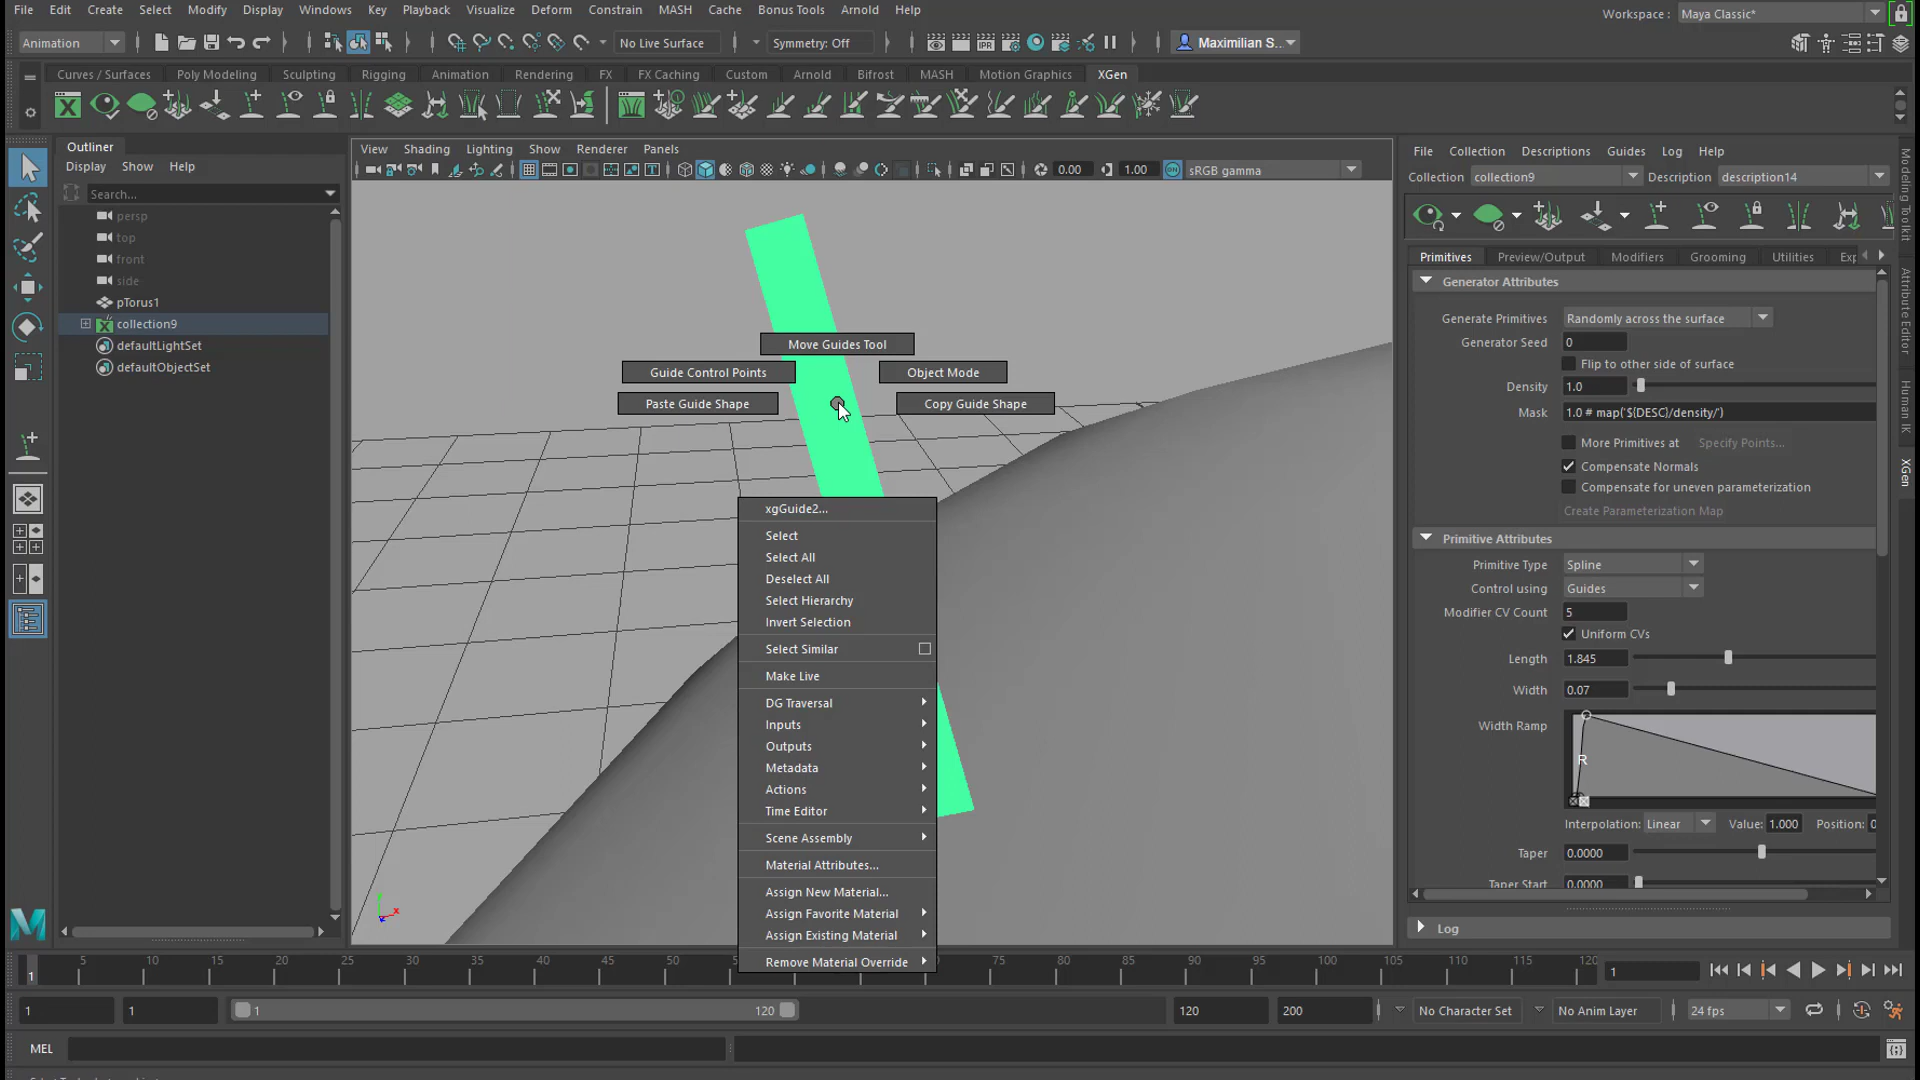 File Edit Create Select Modify Display Windows Key Playback Visualize Deform Constrain MASH Cache Bonus Tools Arnold Help
Workspace : Maya Classic*
Animation
No Live Surface
Symmetry: Off
Maximilian S...
Curves / Surfaces Poly Modeling Sculpting Rigging Animation Rendering FX FX Caching Custom Arnold Bifrost MASH Motion Graphics XGen
IPR
Outliner
Display Show Help
Search...
persp
top
front
side
pTorus1
collection9
defaultLightSet
defaultObjectSet
View Shading Lighting Show Renderer Panels
0.00
1.00
sRGB gamma
Move Guides Tool
Guide Control Points
Object Mode
Paste Guide Shape
Copy Guide Shape
xgGuide2...
Select
Select All
Deselect All
Select Hierarchy
Invert Selection
Select Similar
Make Live
DG Traversal
Inputs
Outputs
Metadata
Actions
Time Editor
Scene Assembly
Material Attributes...
Assign New Material...
Assign Favorite Material
Assign Existing Material
Remove Material Override
File Collection Descriptions Guides Log Help
Collection collection9 Description description14
Primitives Preview/Output Modifiers Grooming Utilities Exp
Generator Attributes
Generate Primitives Randomly across the surface
Generator Seed 0
Flip to other side of surface
Density 1.0
Mask 1.0 # map('${DESC}/density/')
More Primitives at Specify Points...
Compensate Normals
Compensate for uneven parameterization
Create Parameterization Map
Primitive Attributes
Primitive Type Spline
Control using Guides
Modifier CV Count 5
Uniform CVs
Length 1.845
Width 0.07
Width Ramp
R
Interpolation: Linear Value: 1.000 Position: 0
Taper 0.0000
Taper Start 0.0000
Log
Modeling Toolkit
Attribute Editor
Human IK
XGen
1 5 10 15 20 25 30 35 40 45 50 55 75 80 85 90 95 100 105 110 115 120
1
1
1
1
120
120
200
No Character Set
No Anim Layer
24 fps
MEL